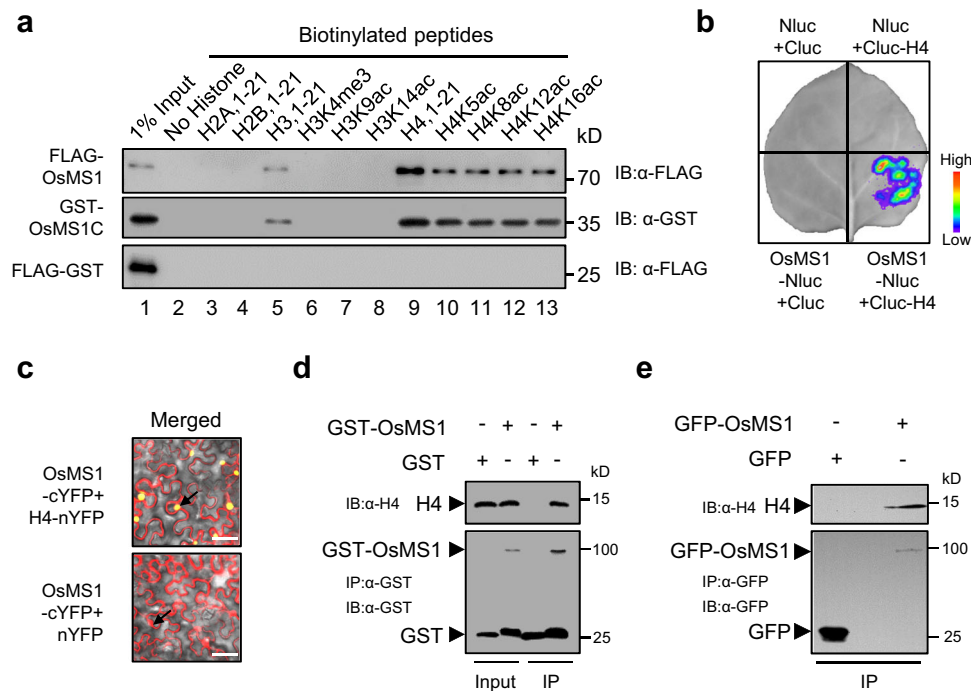 a
Biotinylated peptides
1% Input
No Histone
H2A,1-21
H2B,1-21
H3,1-21
H3K4me3
H3K9ac
H3K14ac
H4,1-21
H4K5ac
H4K8ac
H4K12ac
H4K16ac
kD
FLAG-
OsMS1
70
IB:α-FLAG
GST-
OsMS1C
35
IB: α-GST
FLAG-GST
25
IB: α-FLAG
1 2 3 4 5 6 7 8 9 10 11 12 13
b
Nluc
+Cluc
Nluc
+Cluc-H4
High
Low
OsMS1
-Nluc
+Cluc
OsMS1
-Nluc
+Cluc-H4
c
Merged
OsMS1
-cYFP+
H4-nYFP
OsMS1
-cYFP+
nYFP
d
GST-OsMS1 - + - +
GST + - + -
kD
IB:α-H4 H4 15
GST-OsMS1 100
IP:α-GST
IB:α-GST
GST 25
Input IP
e
GFP-OsMS1 - +
GFP + -
kD
IB:α-H4 H4 15
GFP-OsMS1 100
IP:α-GFP
IB:α-GFP
GFP 25
IP